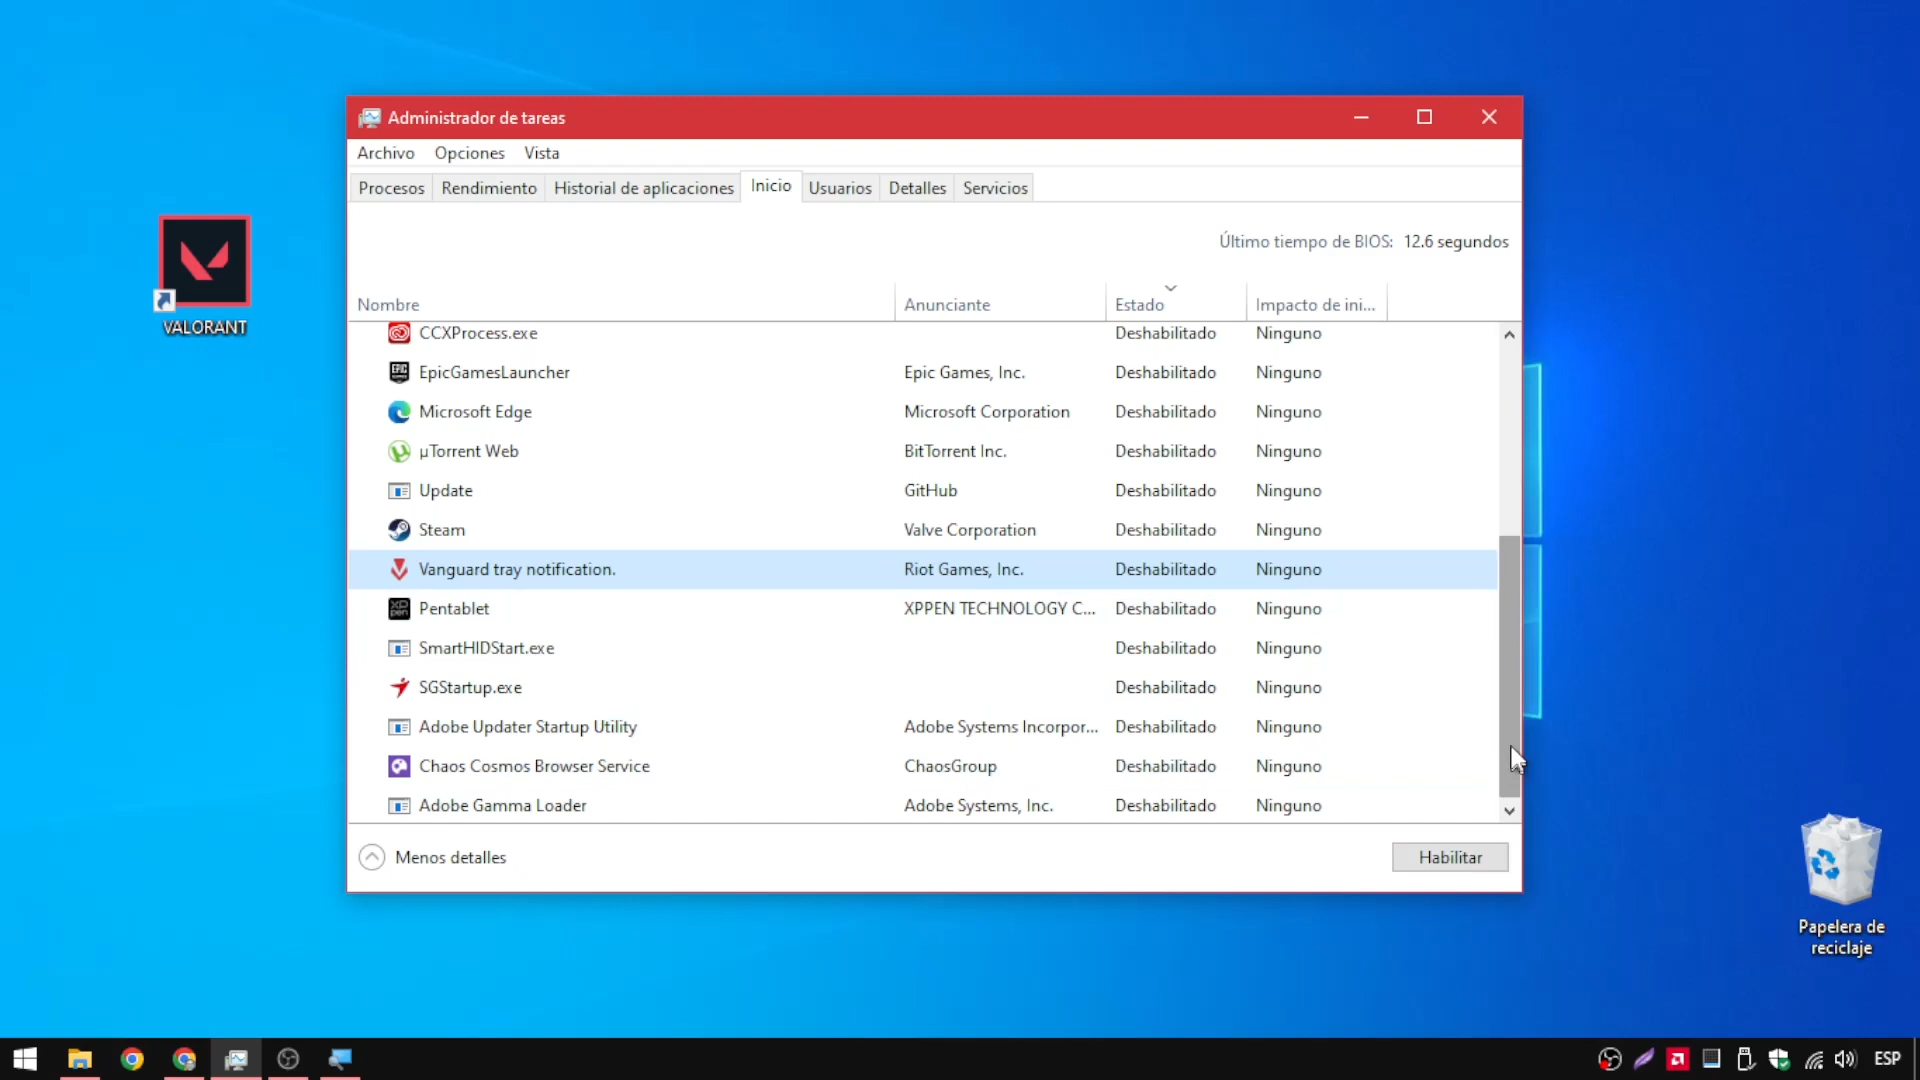 Administrador de tareas
Archivo Opciones Vista
Procesos Rendimiento Historial de aplicaciones Inicio Usuarios Detalles Servicios
Último tiempo de BIOS: 12.6 segundos
Nombre Anunciante Estado Impacto de ini...
CCXProcess.exe Deshabilitado Ninguno
EpicGamesLauncher Epic Games, Inc. Deshabilitado Ninguno
Microsoft Edge Microsoft Corporation Deshabilitado Ninguno
µTorrent Web BitTorrent Inc. Deshabilitado Ninguno
Update GitHub Deshabilitado Ninguno
Steam Valve Corporation Deshabilitado Ninguno
Vanguard tray notification. Riot Games, Inc. Deshabilitado Ninguno
Pentablet XPPEN TECHNOLOGY C... Deshabilitado Ninguno
SmartHIDStart.exe Deshabilitado Ninguno
SGStartup.exe Deshabilitado Ninguno
Adobe Updater Startup Utility Adobe Systems Incorpor... Deshabilitado Ninguno
Chaos Cosmos Browser Service ChaosGroup Deshabilitado Ninguno
Adobe Gamma Loader Adobe Systems, Inc. Deshabilitado Ninguno
Menos detalles Habilitar
VALORANT
Papelera de
reciclaje
ESP